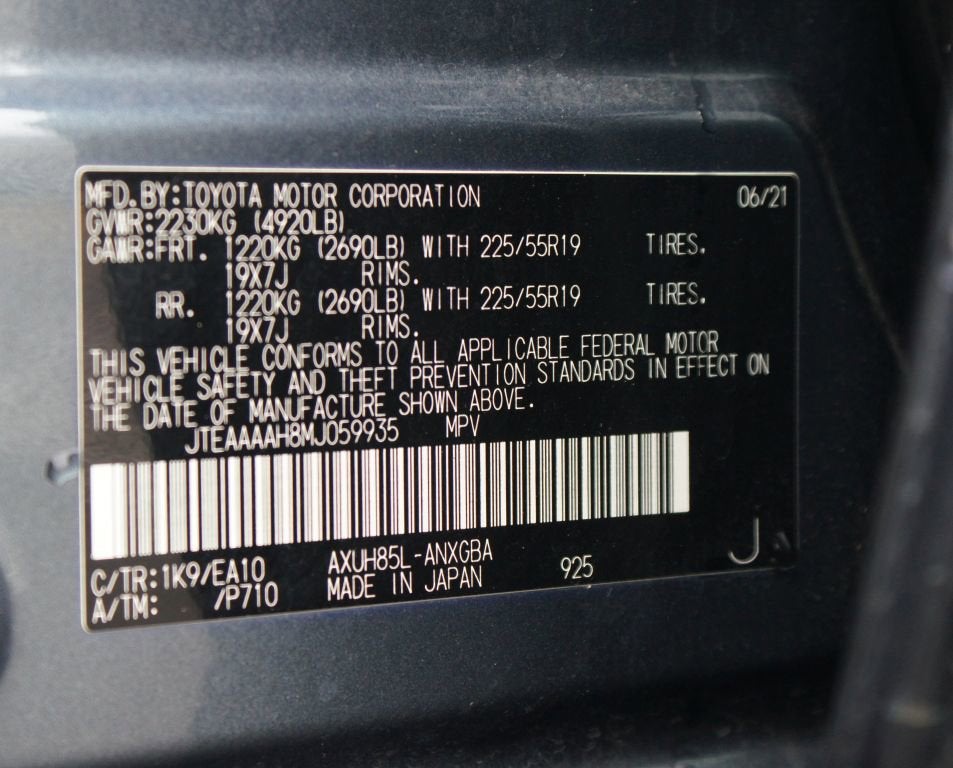 MFD.BY:TOYOTA MOTOR CORPORATION 06/21
GVWR:2230KG (4920LB)
GAWR:FRT. 1220KG (2690LB) WITH 225/55R19 TIRES.
19X7J RIMS.
RR. 1220KG (2690LB) WITH 225/55R19 TIRES.
19X7J RIMS.
THIS VEHICLE CONFORMS TO ALL APPLICABLE FEDERAL MOTOR
VEHICLE SAFETY AND THEFT PREVENTION STANDARDS IN EFFECT ON
THE DATE OF MANUFACTURE SHOWN ABOVE.
JTEAAAAH8MJ059935 MPV
C/TR:1K9/EA10 AXUH85L-ANXGBA 925 J
A/TM: /P710 MADE IN JAPAN